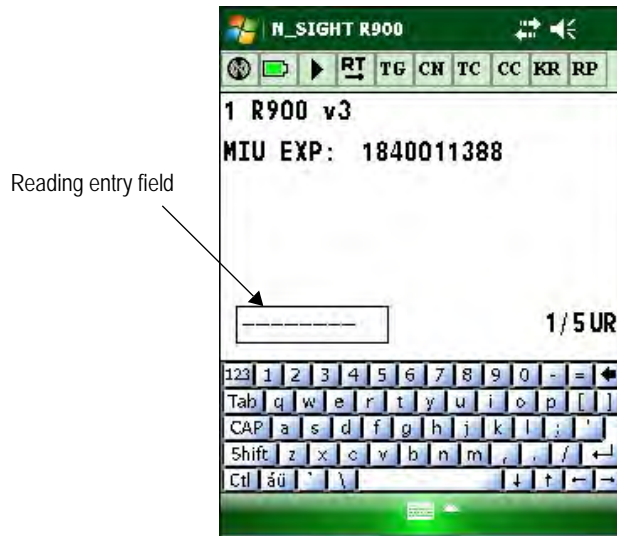 N_SIGHT R900
RT TG CN TC CC KR RP
1 R900 v3
MIU EXP: 1840011388
Reading entry field
--------
1/5 UR
123 1 2 3 4 5 6 7 8 9 0 - =
Tab q w e r t y u i o p [ ]
CAP a s d f g h j k l ; '
Shift z x c v b n m , . /
Ctl áü ` \